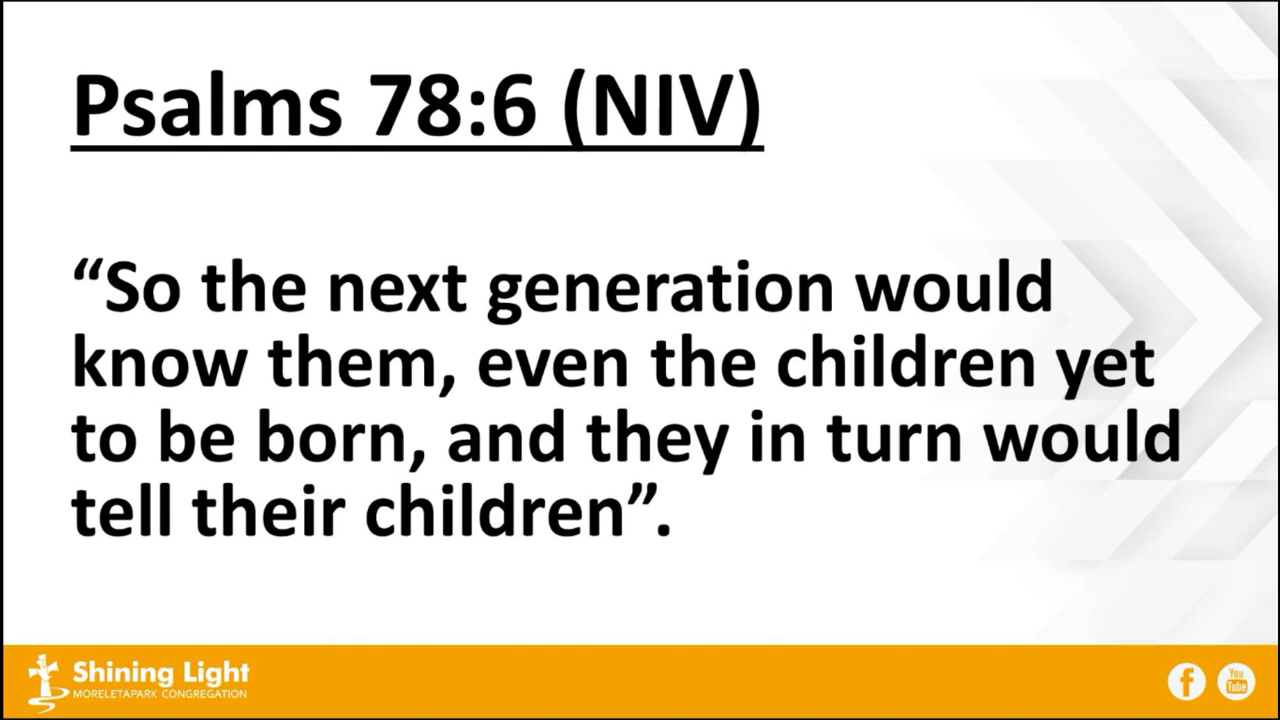 Psalms 78:6 (NIV)
“So the next generation would
know them, even the children yet
to be born, and they in turn would
tell their children”.
Shining Light
MORELETAPARK CONGREGATION
f
You
Tube